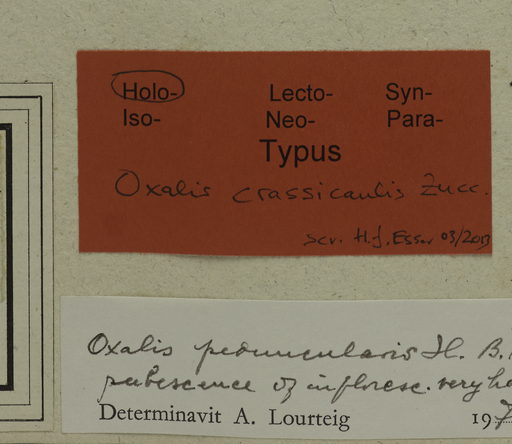 Holo- Lecto- Syn-
Iso- Neo- Para-
Typus
Oxalis crassicaulis Zucc.
scr. H.J. Esser 03/2013
Oxalis peduncularis H. B.
pubescence of infloresc. very
Determinavit A. Lourteig 197